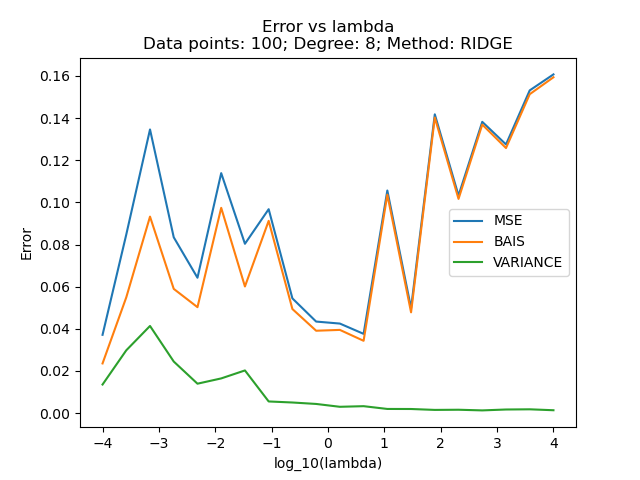 Error vs lambda
Data points: 100; Degree: 8; Method: RIDGE
0.16
0.14
0.12
0.10
0.08
0.06
0.04
0.02
0.00
Error
MSE
BAIS
VARIANCE
−4 −3 −2 −1 0 1 2 3 4
log_10(lambda)